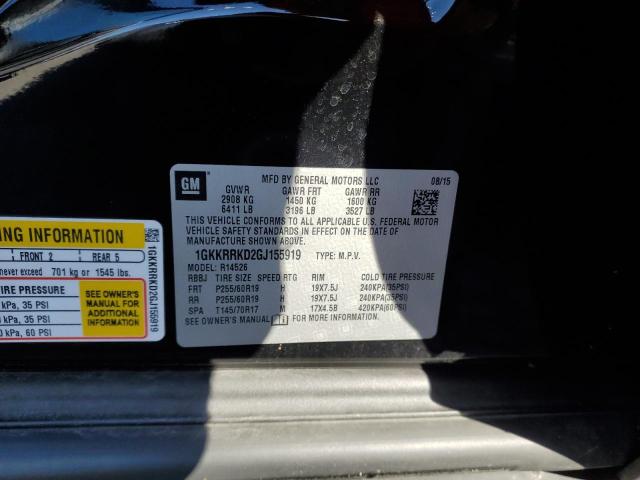 GM
MFD BY GENERAL MOTORS LLC 08/15
GVWR GAWR FRT GAWR RR
2908 KG 1450 KG 1600 KG
6411 LB 3196 LB 3527 LB
THIS VEHICLE CONFORMS TO ALL APPLICABLE U.S. FEDERAL MOTOR
VEHICLE SAFETY STANDARDS IN EFFECT ON THE DATE OF
MANUFACTURE SHOWN ABOVE.
1GKKRRKD2GJ155919 TYPE: M.P.V.
MODEL: R14526
RBBJ TIRE SIZE SPEED RTG RIM COLD TIRE PRESSURE
FRT P255/60R19 H 19X7.5J 240KPA(35PSI)
RR P255/60R19 H 19X7.5J 240KPA(35PSI)
SPA T145/70R17 M 17X4.5B 420KPA(60PSI)
SEE OWNER'S MANUAL FOR MORE INFORMATION.
ING INFORMATION
FRONT 2 REAR 5
never exceed 701 kg or 1545 lbs.
TIRE PRESSURE
kPa, 35 PSI
kPa, 35 PSI
kPa, 60 PSI
SEE OWNER'S
MANUAL FOR
ADDITIONAL
INFORMATION
1GKKRRKD2GJ155919